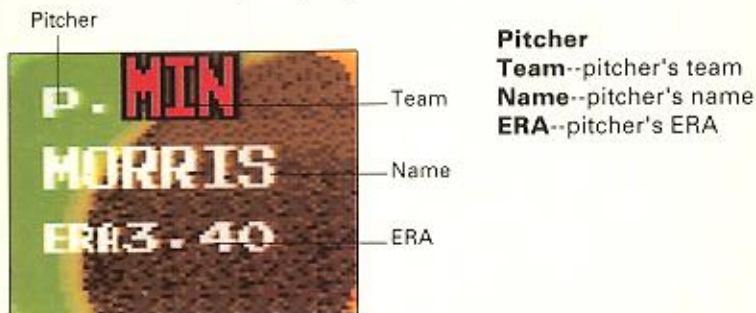 Pitcher
P. MIN
MORRIS
ERA3.40
Team
Name
ERA
Pitcher
Team--pitcher's team
Name--pitcher's name
ERA--pitcher's ERA